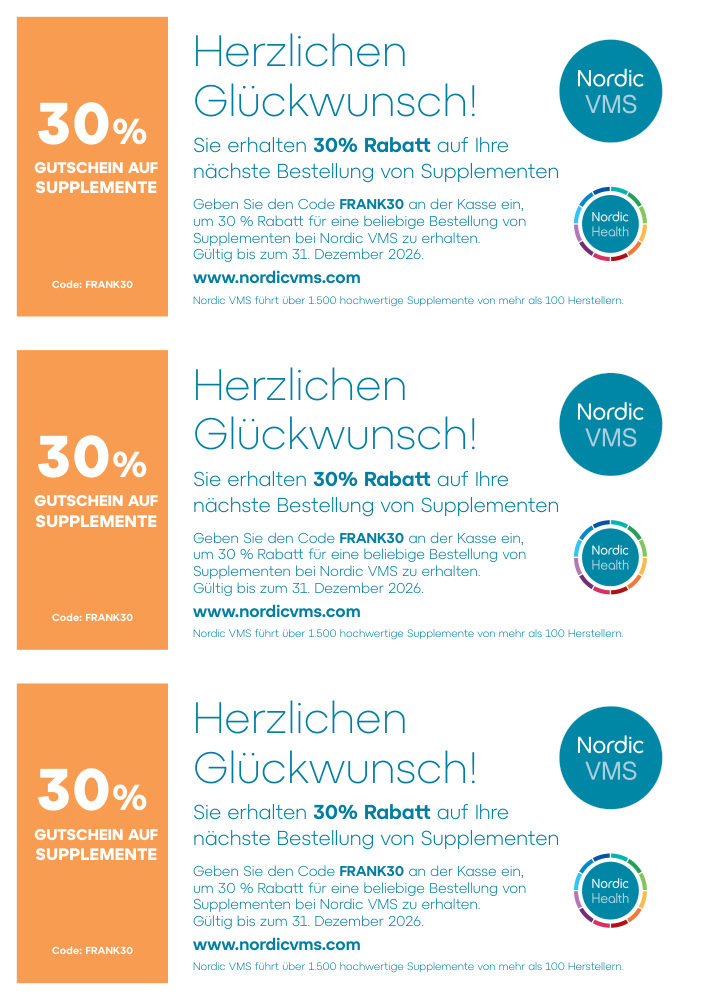 30%
GUTSCHEIN AUF
SUPPLEMENTE
Code: FRANK30
Herzlichen
Glückwunsch!
Sie erhalten 30% Rabatt auf Ihre
nächste Bestellung von Supplementen
Geben Sie den Code FRANK30 an der Kasse ein,
um 30 % Rabatt für eine beliebige Bestellung von
Supplementen bei Nordic VMS zu erhalten.
Gültig bis zum 31. Dezember 2026.
www.nordicvms.com
Nordic VMS führt über 1.500 hochwertige Supplemente von mehr als 100 Herstellern.
Nordic
VMS
Nordic
Health
30%
GUTSCHEIN AUF
SUPPLEMENTE
Code: FRANK30
Herzlichen
Glückwunsch!
Sie erhalten 30% Rabatt auf Ihre
nächste Bestellung von Supplementen
Geben Sie den Code FRANK30 an der Kasse ein,
um 30 % Rabatt für eine beliebige Bestellung von
Supplementen bei Nordic VMS zu erhalten.
Gültig bis zum 31. Dezember 2026.
www.nordicvms.com
Nordic VMS führt über 1.500 hochwertige Supplemente von mehr als 100 Herstellern.
Nordic
VMS
Nordic
Health
30%
GUTSCHEIN AUF
SUPPLEMENTE
Code: FRANK30
Herzlichen
Glückwunsch!
Sie erhalten 30% Rabatt auf Ihre
nächste Bestellung von Supplementen
Geben Sie den Code FRANK30 an der Kasse ein,
um 30 % Rabatt für eine beliebige Bestellung von
Supplementen bei Nordic VMS zu erhalten.
Gültig bis zum 31. Dezember 2026.
www.nordicvms.com
Nordic VMS führt über 1.500 hochwertige Supplemente von mehr als 100 Herstellern.
Nordic
VMS
Nordic
Health